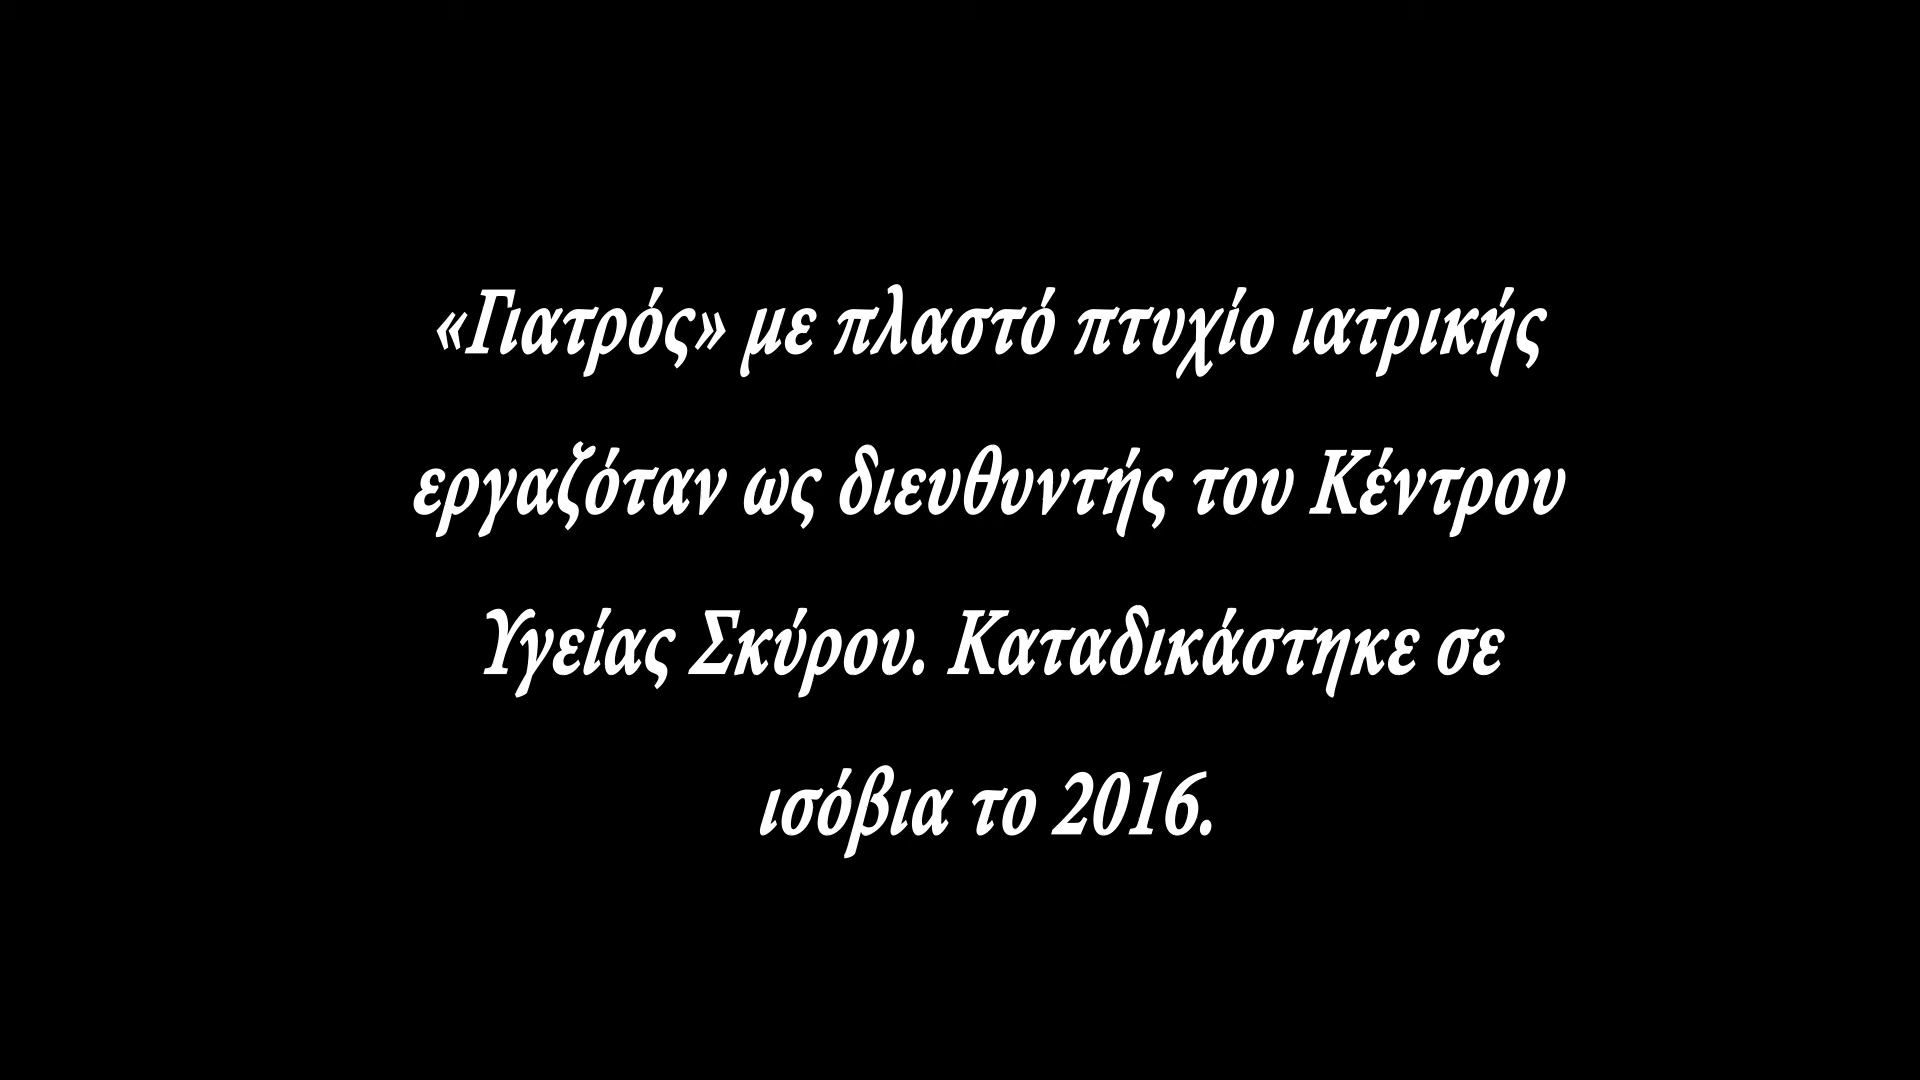 «Γιατρός» με πλαστό πτυχίο ιατρικής
εργαζόταν ως διευθυντής του Κέντρου
Υγείας Σκύρου. Καταδικάστηκε σε
ισόβια το 2016.